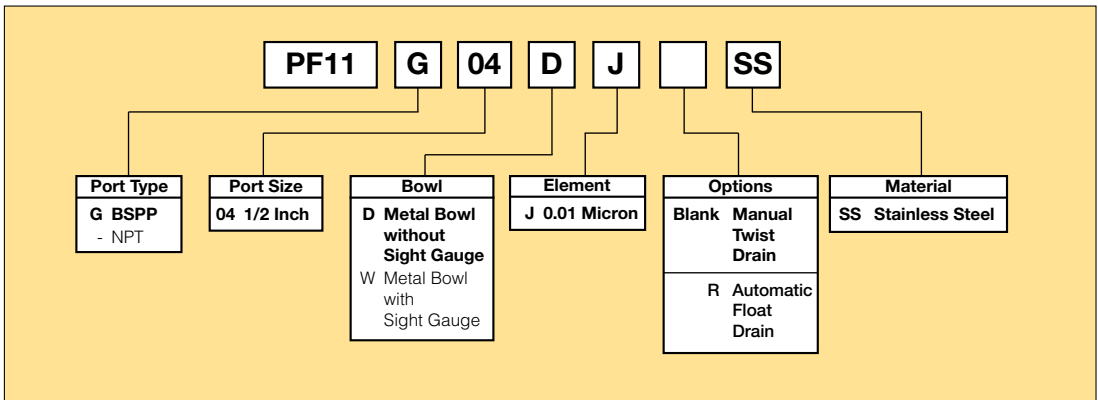 PF11 G 04 D J SS
Port Type
G BSPP
- NPT
Port Size
04 1/2 Inch
Bowl
D Metal Bowl
without
Sight Gauge
W Metal Bowl
with
Sight Gauge
Element
J 0.01 Micron
Options
Blank Manual
Twist
Drain
R Automatic
Float
Drain
Material
SS Stainless Steel